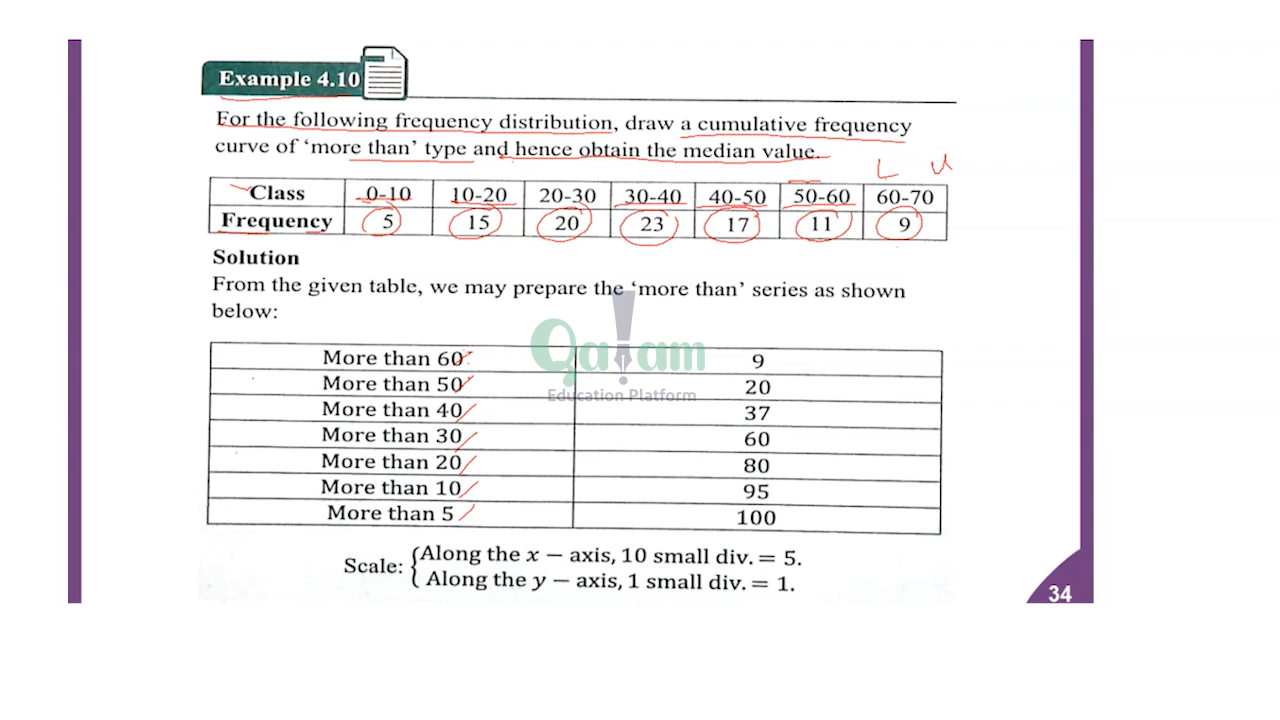 Example 4.10
For the following frequency distribution, draw a cumulative frequency
curve of ‘more than’ type and hence obtain the median value.
L U
Class 0-10 10-20 20-30 30-40 40-50 50-60 60-70
Frequency 5 15 20 23 17 11 9
Solution
From the given table, we may prepare the ‘more than’ series as shown
below:
More than 60 9
More than 50 20
More than 40 37
More than 30 60
More than 20 80
More than 10 95
More than 5 100
Qalam
Education Platform
Scale: {Along the x − axis, 10 small div. = 5.
Along the y − axis, 1 small div. = 1.
34